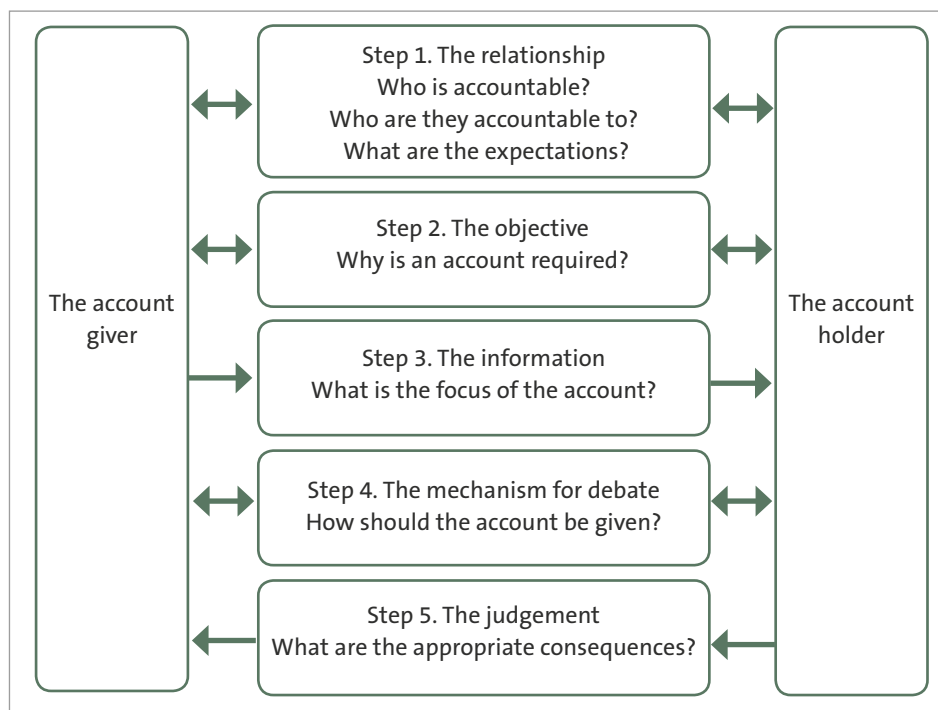 The account
giver
Step 1. The relationship
Who is accountable?
Who are they accountable to?
What are the expectations?
Step 2. The objective
Why is an account required?
Step 3. The information
What is the focus of the account?
Step 4. The mechanism for debate
How should the account be given?
Step 5. The judgement
What are the appropriate consequences?
The account
holder